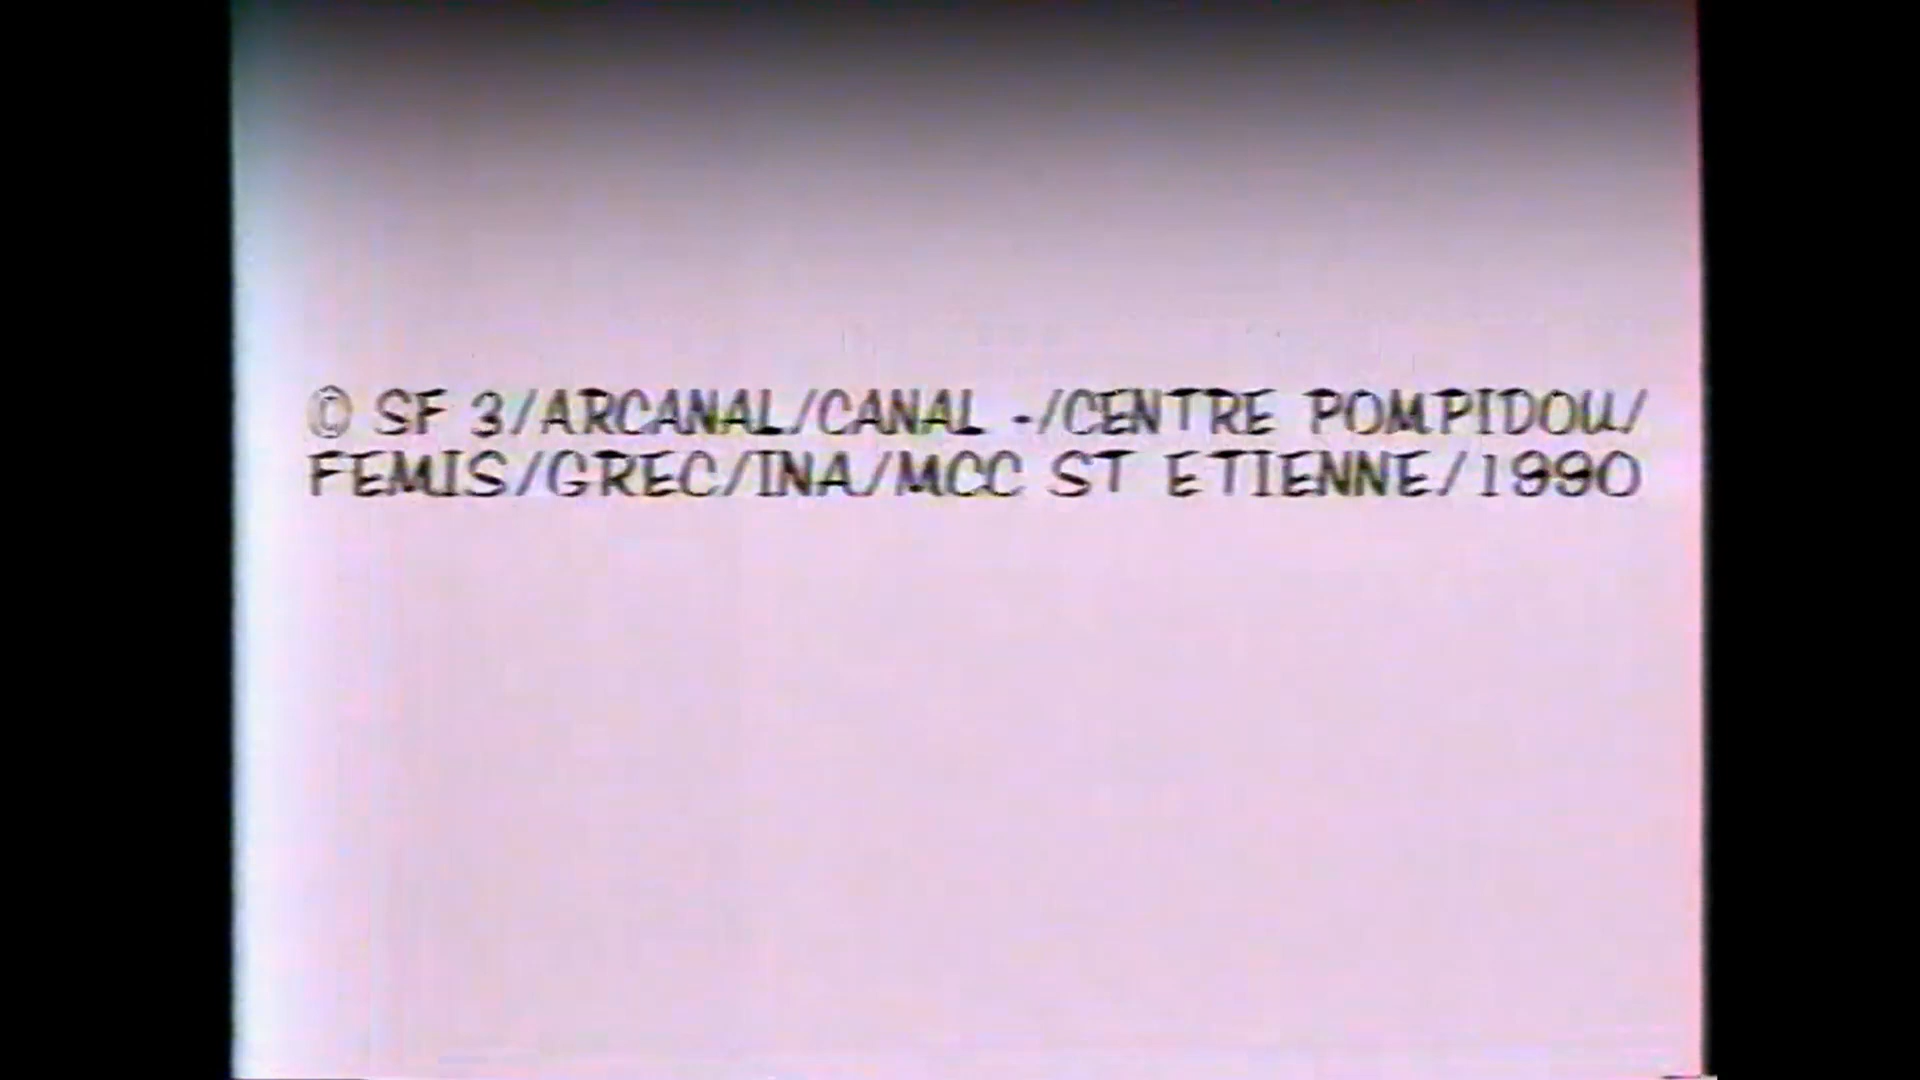 © SF 3/ARCANAL/CANAL -/CENTRE POMPIDOU/
FEMIS/GREC/INA/MCC ST ETIENNE/1990